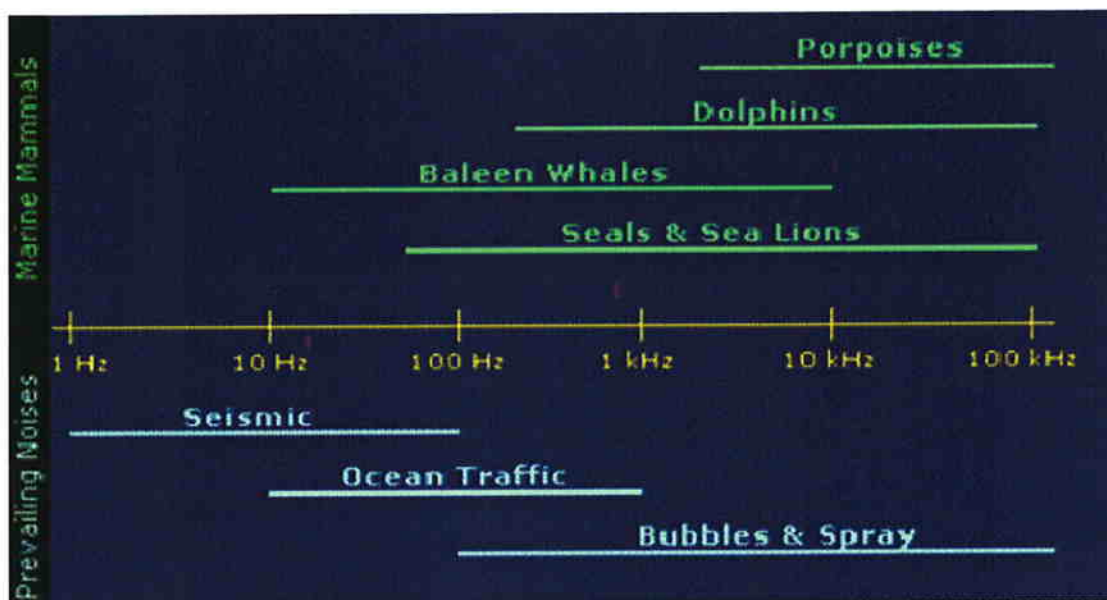 Marine Mammals
Porpoises
Dolphins
Baleen Whales
Seals & Sea Lions
1 Hz 10 Hz 100 Hz 1 kHz 10 kHz 100 kHz
Prevailing Noises
Seismic
Ocean Traffic
Bubbles & Spray